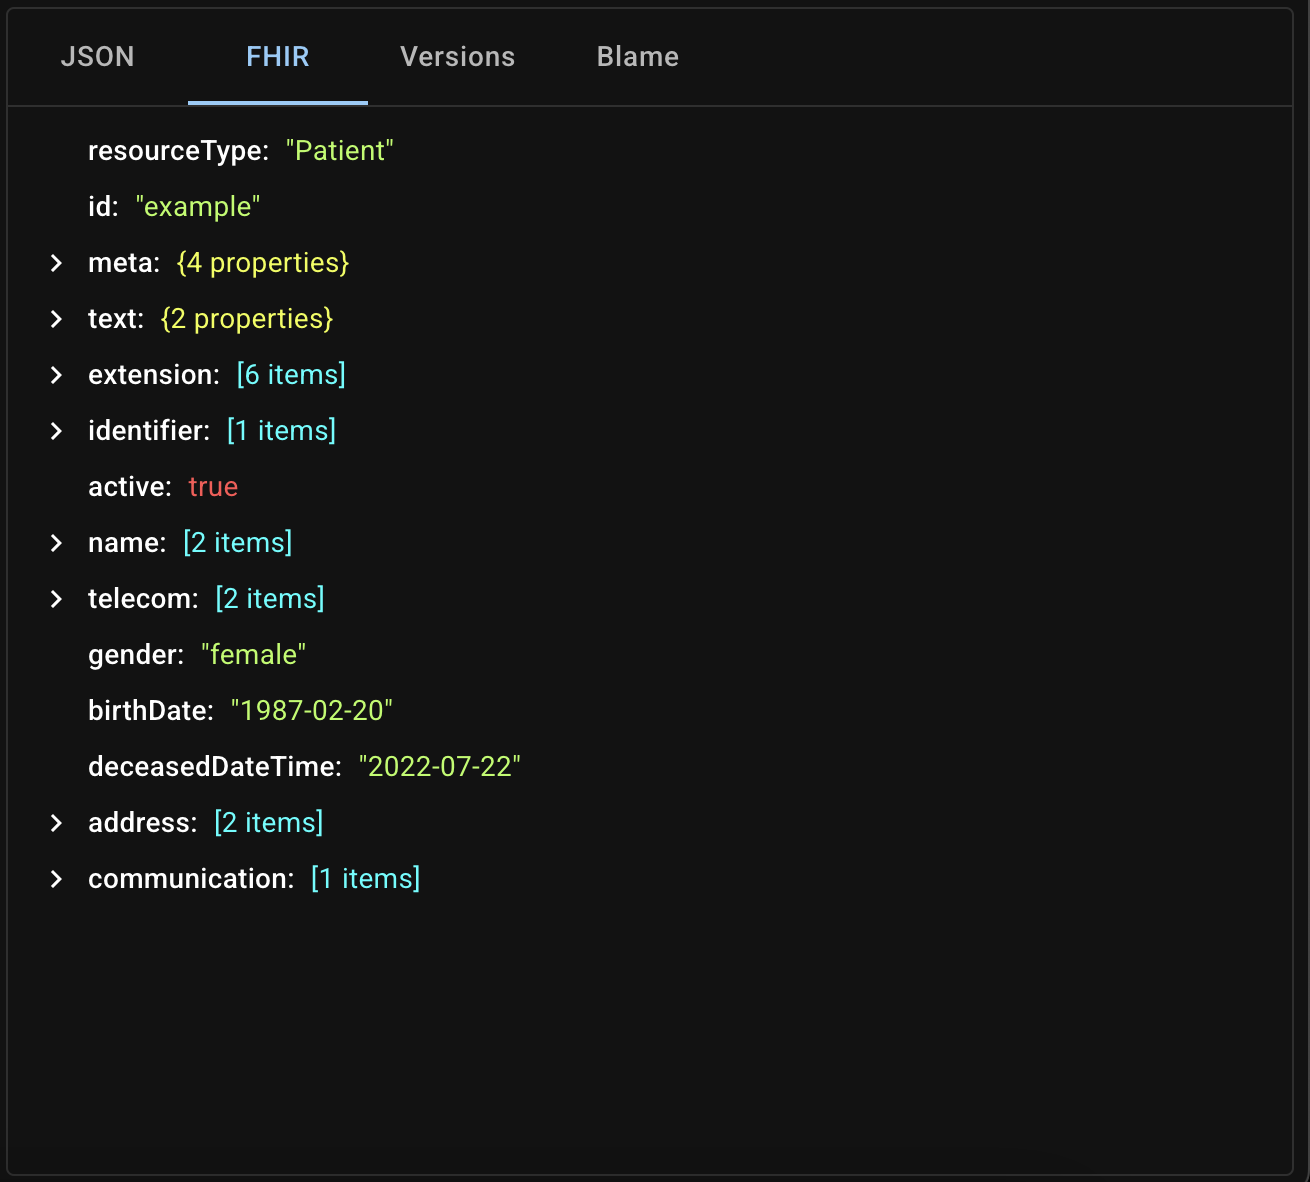 JSON FHIR Versions Blame
resourceType: "Patient"
id: "example"
meta: {4 properties}
text: {2 properties}
extension: [6 items]
identifier: [1 items]
active: true
name: [2 items]
telecom: [2 items]
gender: "female"
birthDate: "1987-02-20"
deceasedDateTime: "2022-07-22"
address: [2 items]
communication: [1 items]